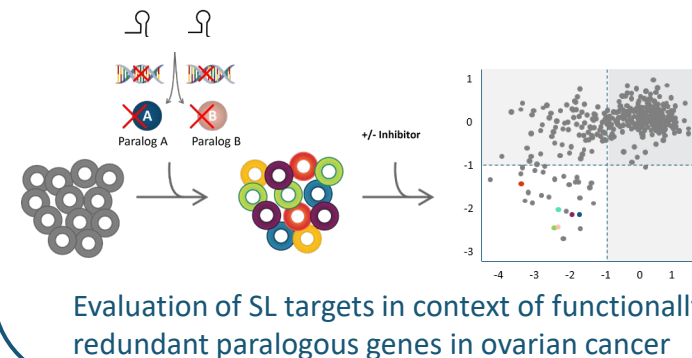 A
B
Paralog A
Paralog B
+/- Inhibitor
1
0
-1
-2
-3
-4 -3 -2 -1 0 1
Evaluation of SL targets in context of functionall
redundant paralogous genes in ovarian cancer